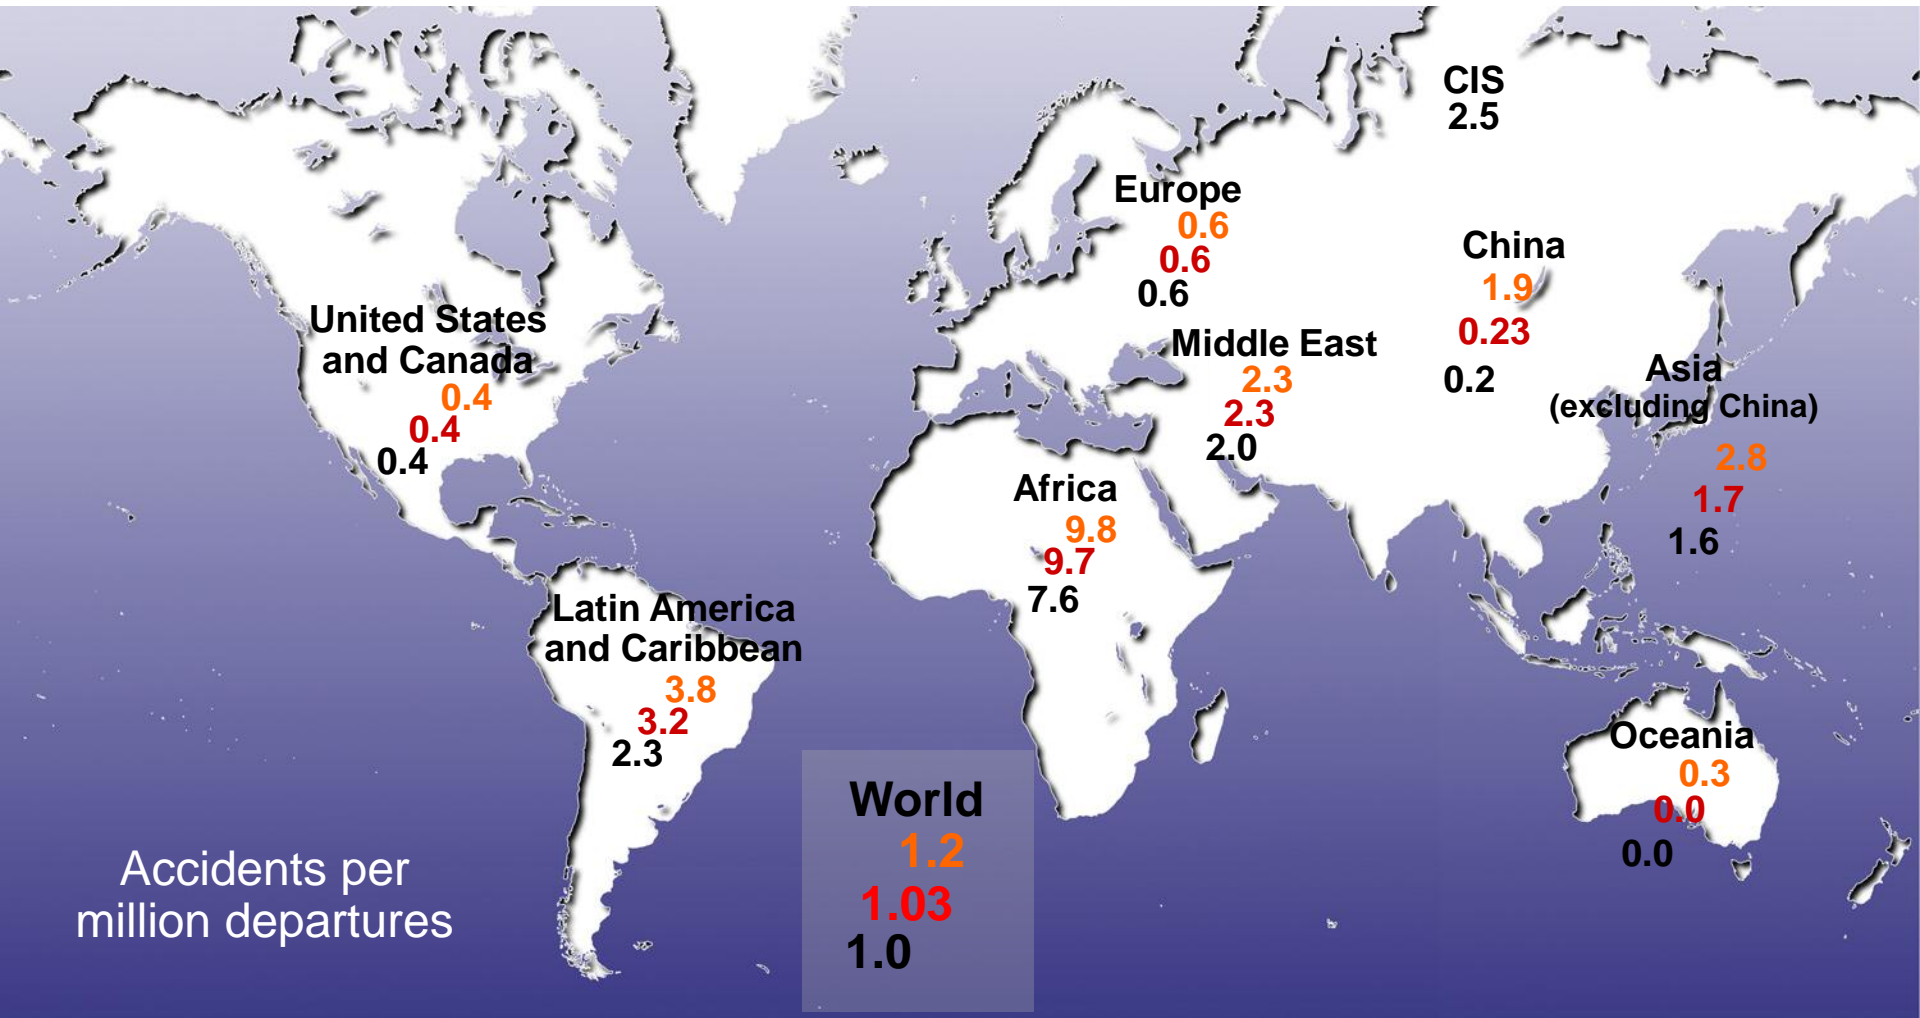 CIS
2.5
Europe
0.6
0.6
0.6
China
1.9
0.23
0.2
United States
and Canada
0.4
0.4
0.4
Middle East
2.3
2.3
2.0
Asia
(excluding China)
2.8
1.7
1.6
Africa
9.8
9.7
7.6
Latin America
and Caribbean
3.8
3.2
2.3
Oceania
0.3
0.0
0.0
World
1.2
1.03
1.0
Accidents per
million departures